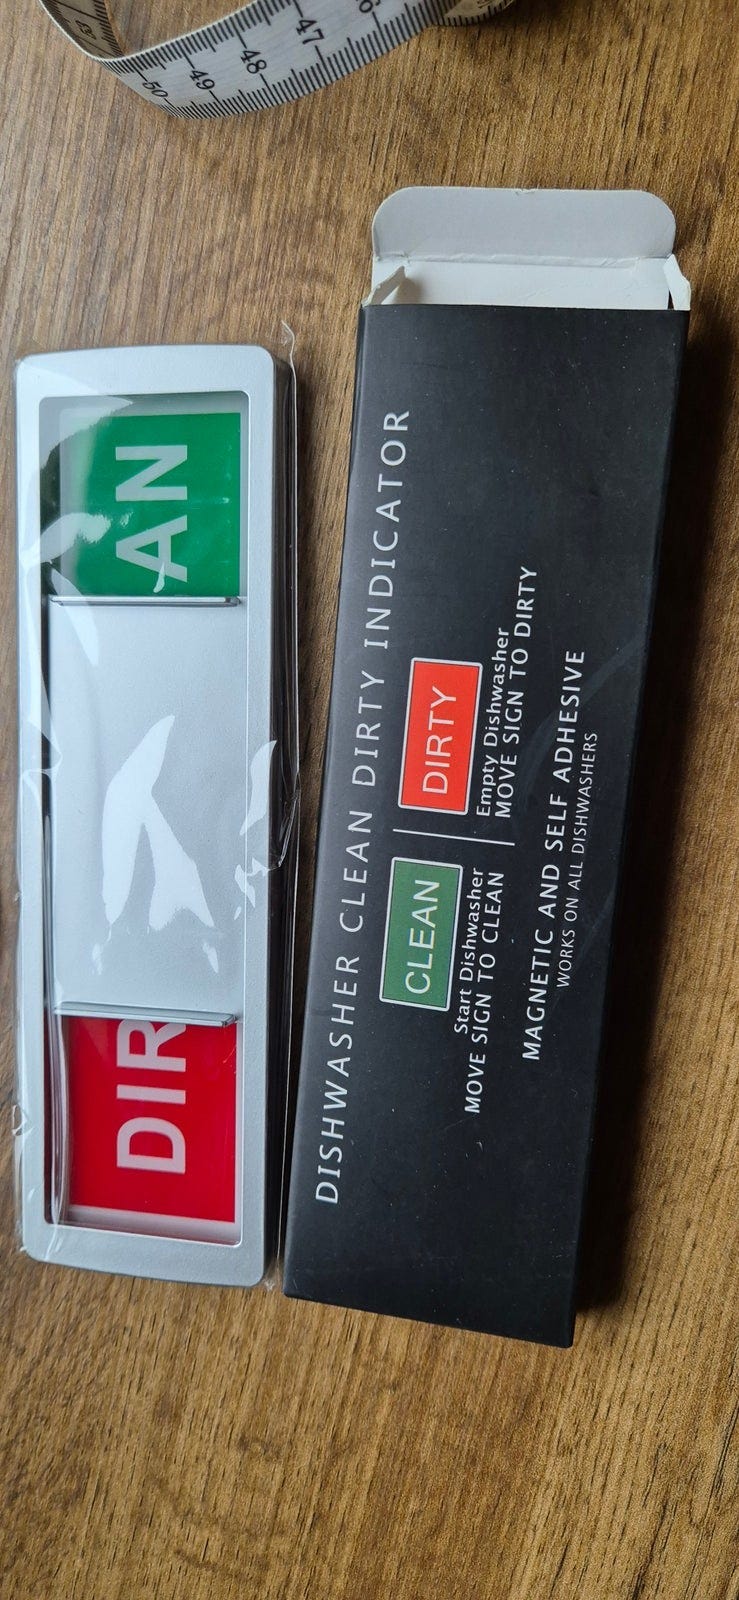 50 49 48 47
DIR
AN
DISHWASHER CLEAN DIRTY INDICATOR
CLEAN
Start Dishwasher
MOVE SIGN TO CLEAN
DIRTY
Empty Dishwasher
MOVE SIGN TO DIRTY
MAGNETIC AND SELF ADHESIVE
WORKS ON ALL DISHWASHERS